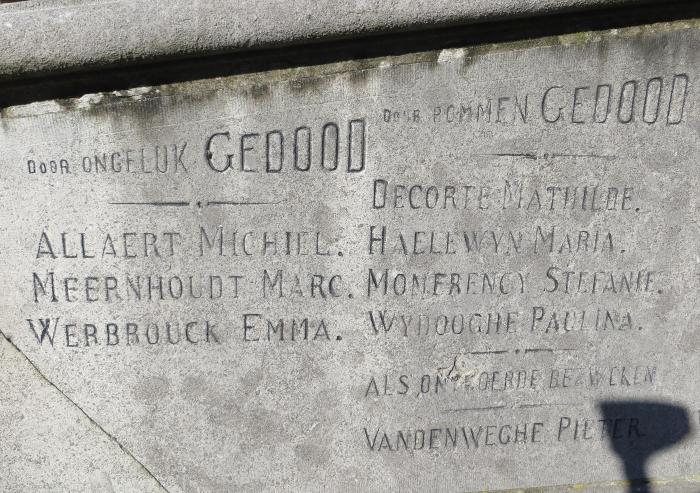 DOOR ONGELUK GEDOOD
ALLAERT MICHIEL.
MEERNHOUDT MARC.
WERBROUCK EMMA.
DOOR BOMMEN GEDOOD
DECORTE MATHILDE.
HAELEWYN MARIA.
MONFRENCY STEFANIE.
WYDOOGHE PAULINA.
ALS ONTVOERDE BEZWEKEN
VANDENWEGHE PIETER